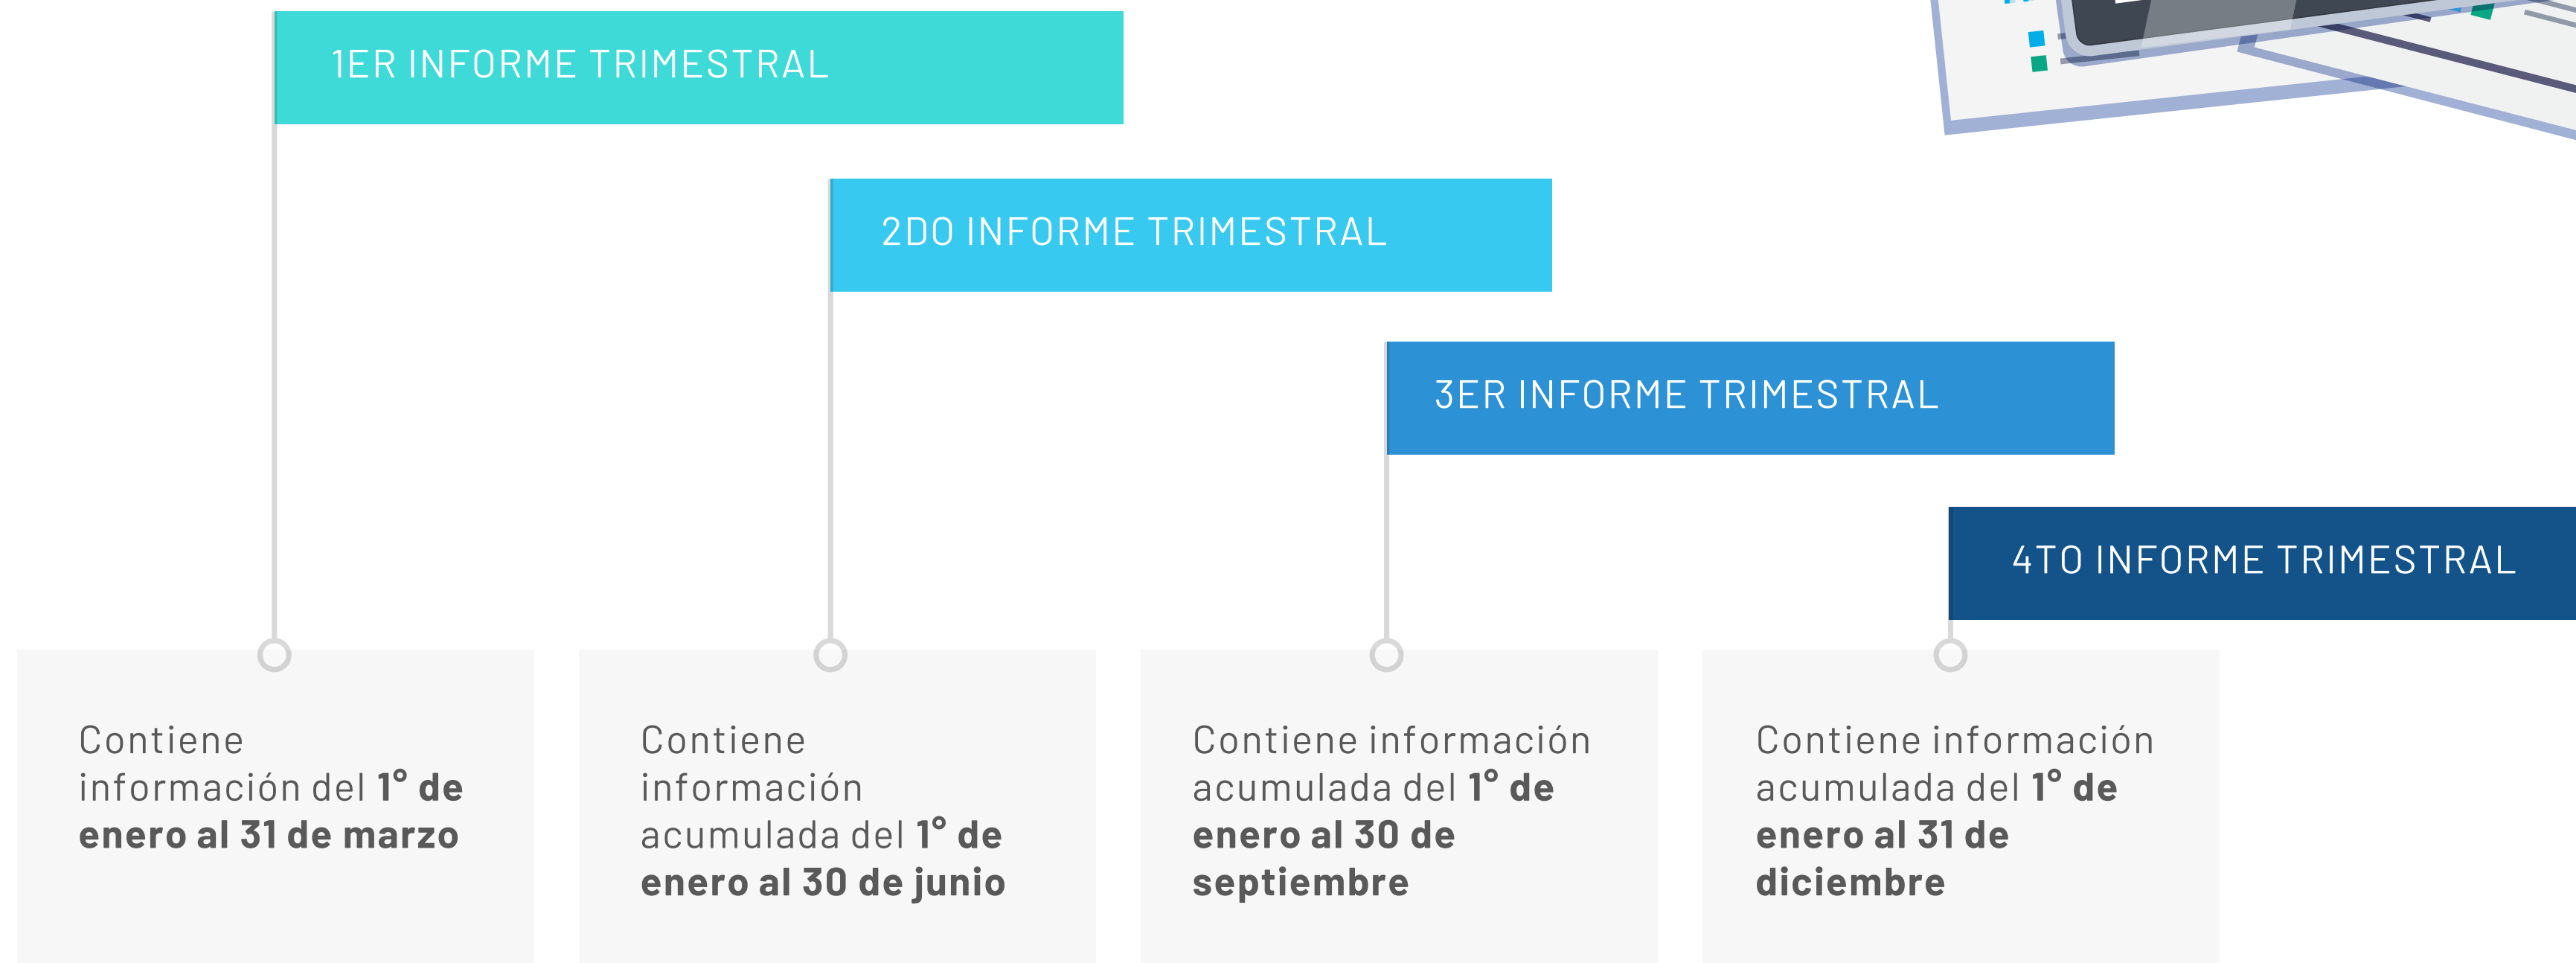 1ER INFORME TRIMESTRAL
2DO INFORME TRIMESTRAL
3ER INFORME TRIMESTRAL
4TO INFORME TRIMESTRAL
Contiene
información del 1° de
enero al 31 de marzo
Contiene
información
acumulada del 1° de
enero al 30 de junio
Contiene información
acumulada del 1° de
enero al 30 de
septiembre
Contiene información
acumulada del 1° de
enero al 31 de
diciembre